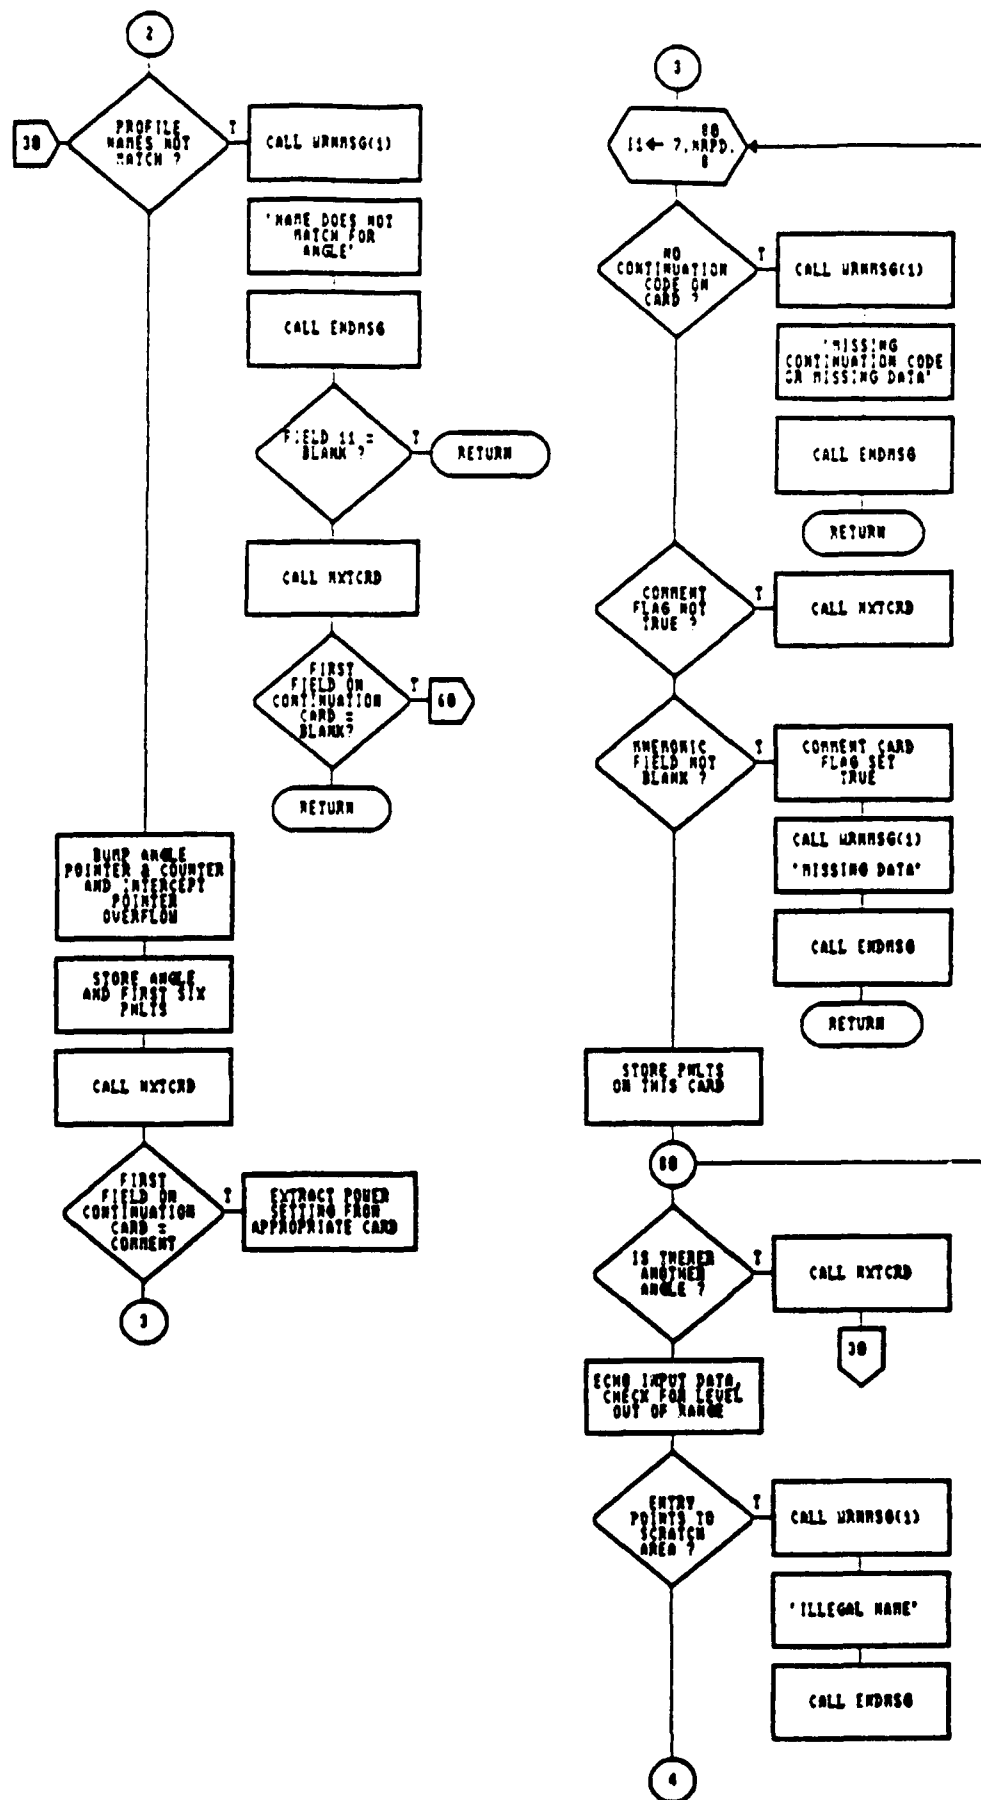 2
30
PROFILE
NAMES NOT
MATCH ?
T
CALL WRNMSG(1)
'NAME DOES NOT
MATCH FOR
ANGLE'
CALL ENDMSG
FIELD 11 =
BLANK ?
T
RETURN
CALL NXTCRD
FIRST
FIELD ON
CONTINUATION
CARD =
BLANK?
T
60
RETURN
BUMP ANGLE
POINTER & COUNTER
AND INTERCEPT
POINTER
OVERFLOW
STORE ANGLE
AND FIRST SIX
PNLTS
CALL NXTCRD
FIRST
FIELD ON
CONTINUATION
CARD =
COMMENT
T
EXTRACT POWER
SETTING FROM
APPROPRIATE CARD
3
3
80
I1← 7,NRPD,
8
NO
CONTINUATION
CODE ON
CARD ?
T
CALL WRNMSG(1)
'MISSING
CONTINUATION CODE
OR MISSING DATA'
CALL ENDMSG
RETURN
COMMENT
FLAG NOT
TRUE ?
T
CALL NXTCRD
MNEMONIC
FIELD NOT
BLANK ?
T
COMMENT CARD
FLAG SET
TRUE
CALL WRNMSG(1)
'MISSING DATA'
CALL ENDMSG
RETURN
STORE PNLTS
ON THIS CARD
80
IS THERER
ANOTHER
ANGLE ?
T
CALL NXTCRD
30
ECHO INPUT DATA,
CHECK FOR LEVEL
OUT OF RANGE
ENTRY
POINTS TO
SCRATCH
AREA ?
T
CALL WRNMSG(1)
'ILLEGAL NAME'
CALL ENDMSG
4